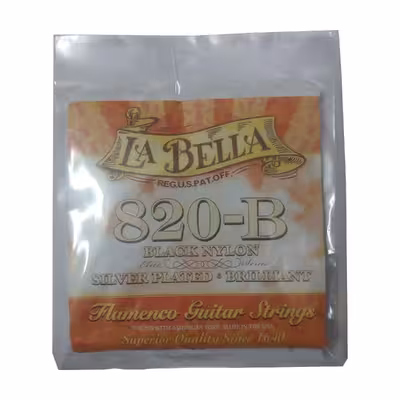 LA BELLA
REG.U.S.PAT.OFF.
820-B
BLACK NYLON
SILVER PLATED • BRILLIANT
Flamenco Guitar Strings
Superior Quality Since 1640